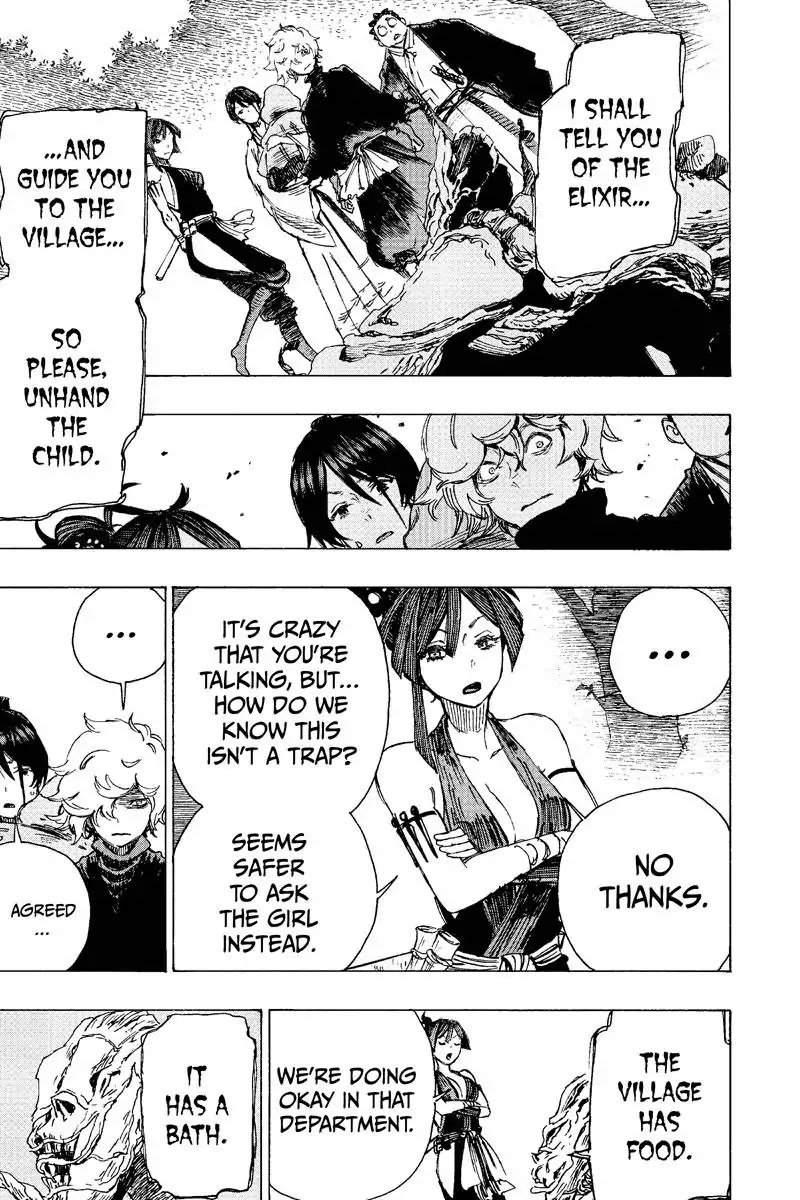 I SHALL
TELL YOU
OF THE
ELIXIR...
...AND
GUIDE YOU
TO THE
VILLAGE...
SO
PLEASE,
UNHAND
THE
CHILD.
...
NO
THANKS.
IT'S CRAZY
THAT YOU'RE
TALKING, BUT...
HOW DO WE
KNOW THIS
ISN'T A TRAP?
SEEMS
SAFER
TO ASK
THE GIRL
INSTEAD.
...
AGREED
...
THE
VILLAGE
HAS
FOOD.
WE'RE DOING
OKAY IN THAT
DEPARTMENT.
IT
HAS A
BATH.